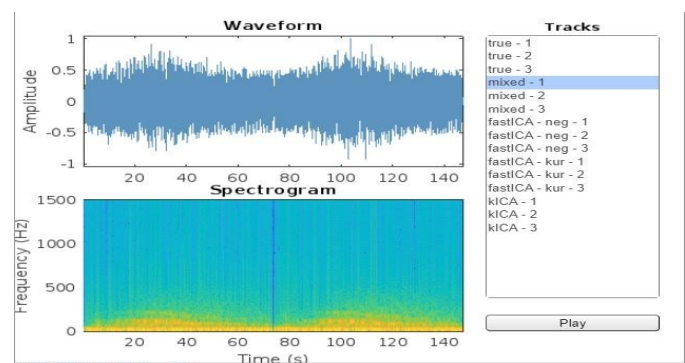 Waveform
Amplitude
1
0.5
0
-0.5
-1
20 40 60 80 100 120 140
Spectrogram
Frequency (Hz)
1500
1000
500
0
20 40 60 80 100 120 140
Time (s)
Tracks
true - 1
true - 2
true - 3
mixed - 1
mixed - 2
mixed - 3
fastICA - neg - 1
fastICA - neg - 2
fastICA - neg - 3
fastICA - kur - 1
fastICA - kur - 2
fastICA - kur - 3
kICA - 1
kICA - 2
kICA - 3
Play